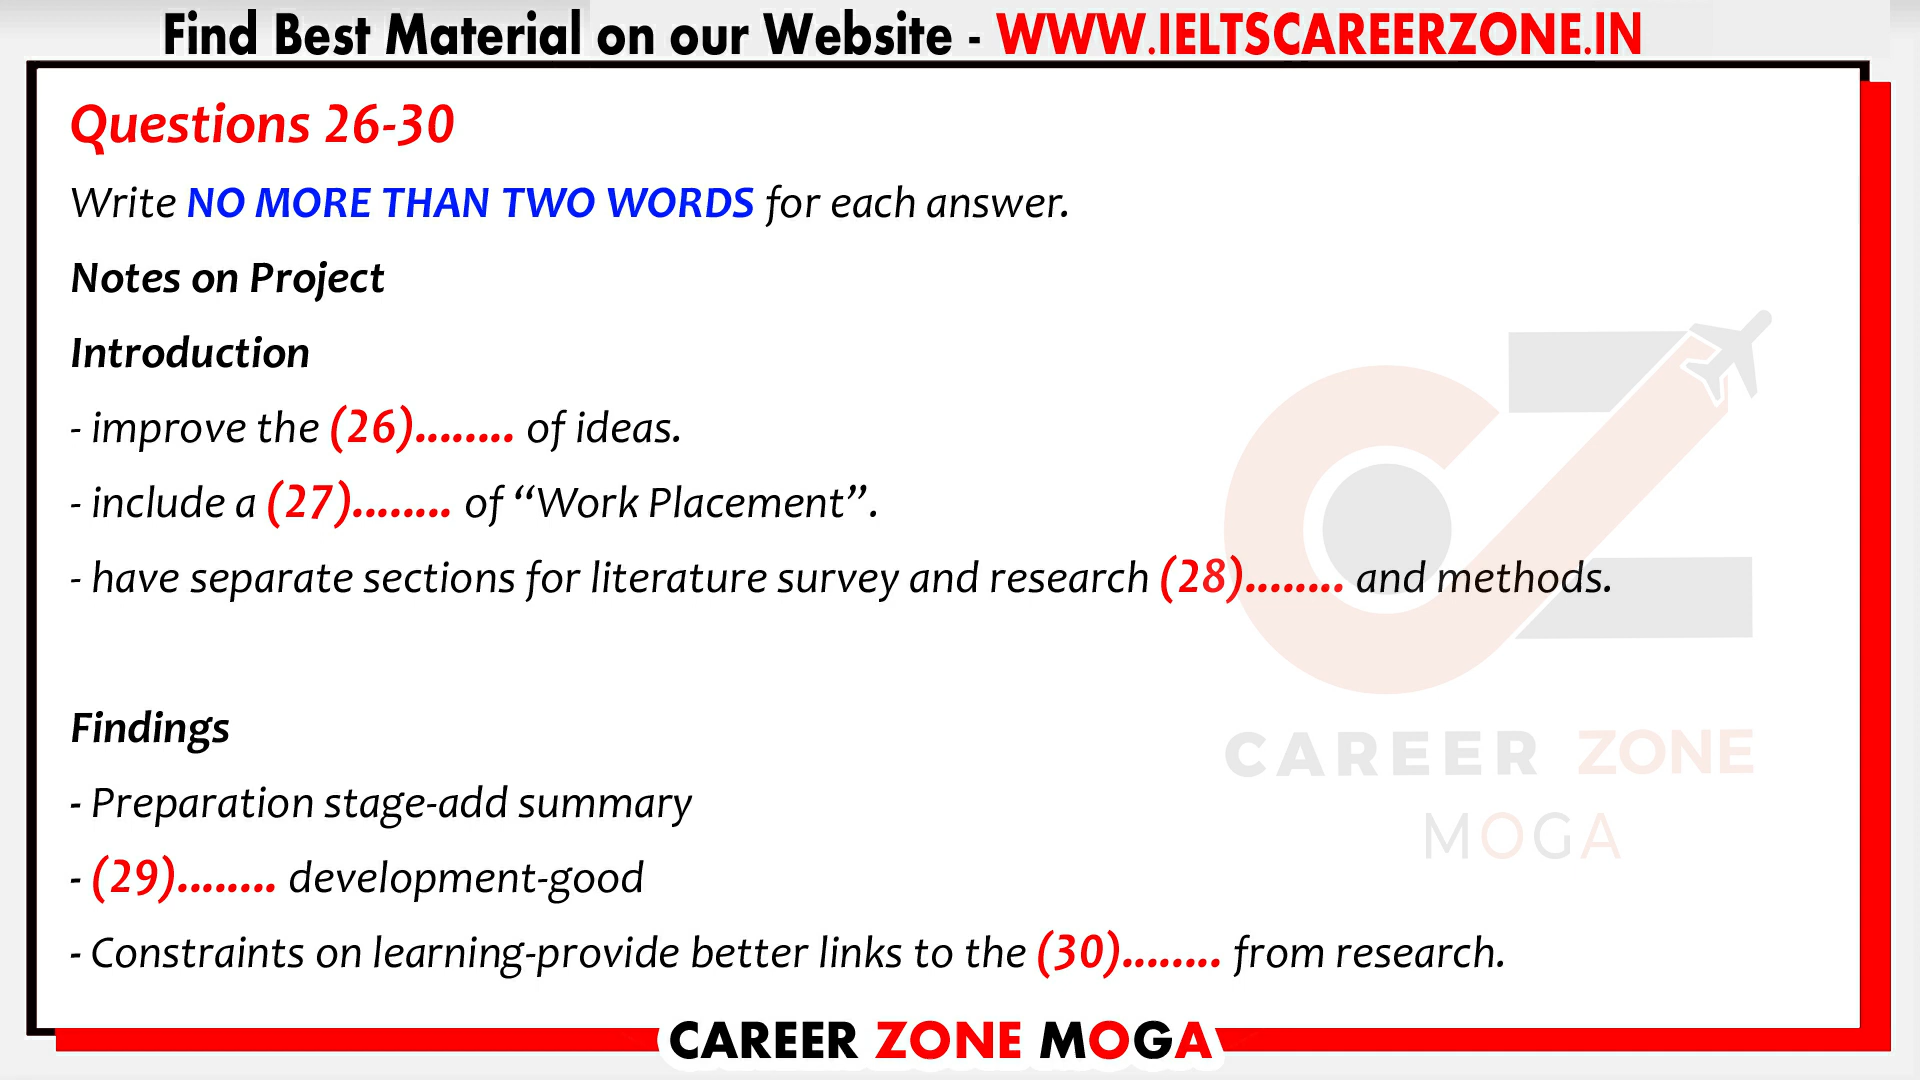 Find Best Material on our Website - WWW.IELTSCAREERZONE.IN
Questions 26-30
Write NO MORE THAN TWO WORDS for each answer.
Notes on Project
Introduction
- improve the (26)........ of ideas.
- include a (27)........ of “Work Placement”.
- have separate sections for literature survey and research (28)........ and methods.
Findings
- Preparation stage-add summary
- (29)........ development-good
- Constraints on learning-provide better links to the (30)........ from research.
CAREER ZONE
MOGA
CAREER ZONE MOGA